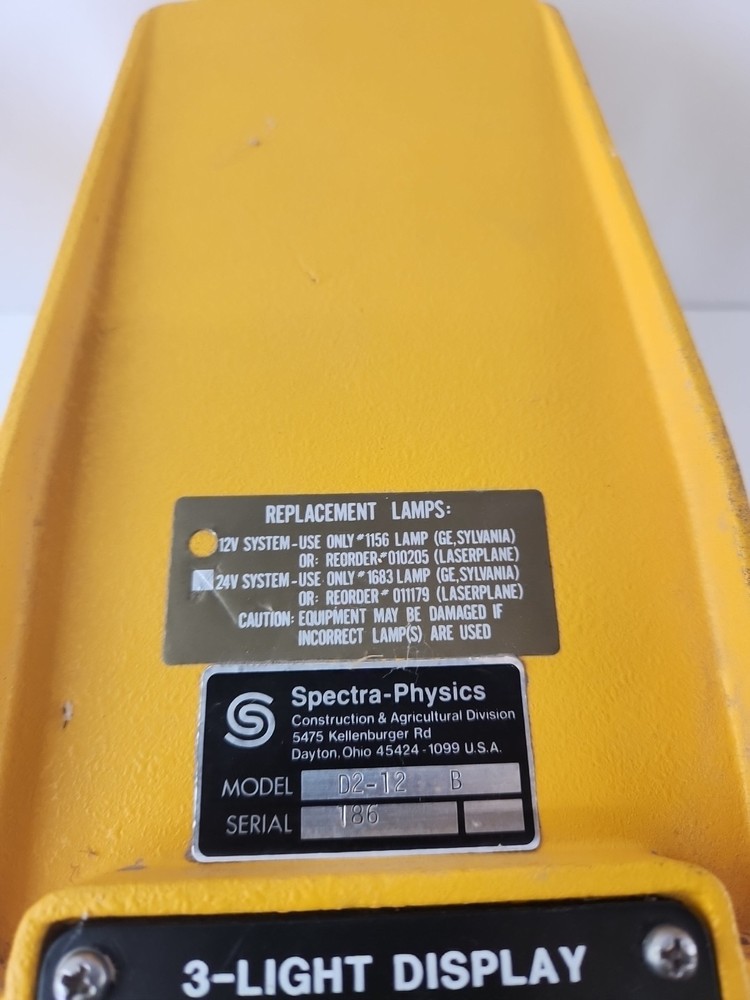 REPLACEMENT LAMPS:
12V SYSTEM-USE ONLY #1156 LAMP (GE,SYLVANIA)
OR: REORDER-#010205 (LASERPLANE)
24V SYSTEM-USE ONLY #1683 LAMP (GE,SYLVANIA)
OR: REORDER # 011179 (LASERPLANE)
CAUTION: EQUIPMENT MAY BE DAMAGED IF
INCORRECT LAMP(S) ARE USED
Spectra-Physics
Construction & Agricultural Division
5475 Kellenburger Rd
Dayton, Ohio 45424-1099 U.S.A.
MODEL D2-12 B
SERIAL 186
3-LIGHT DISPLAY